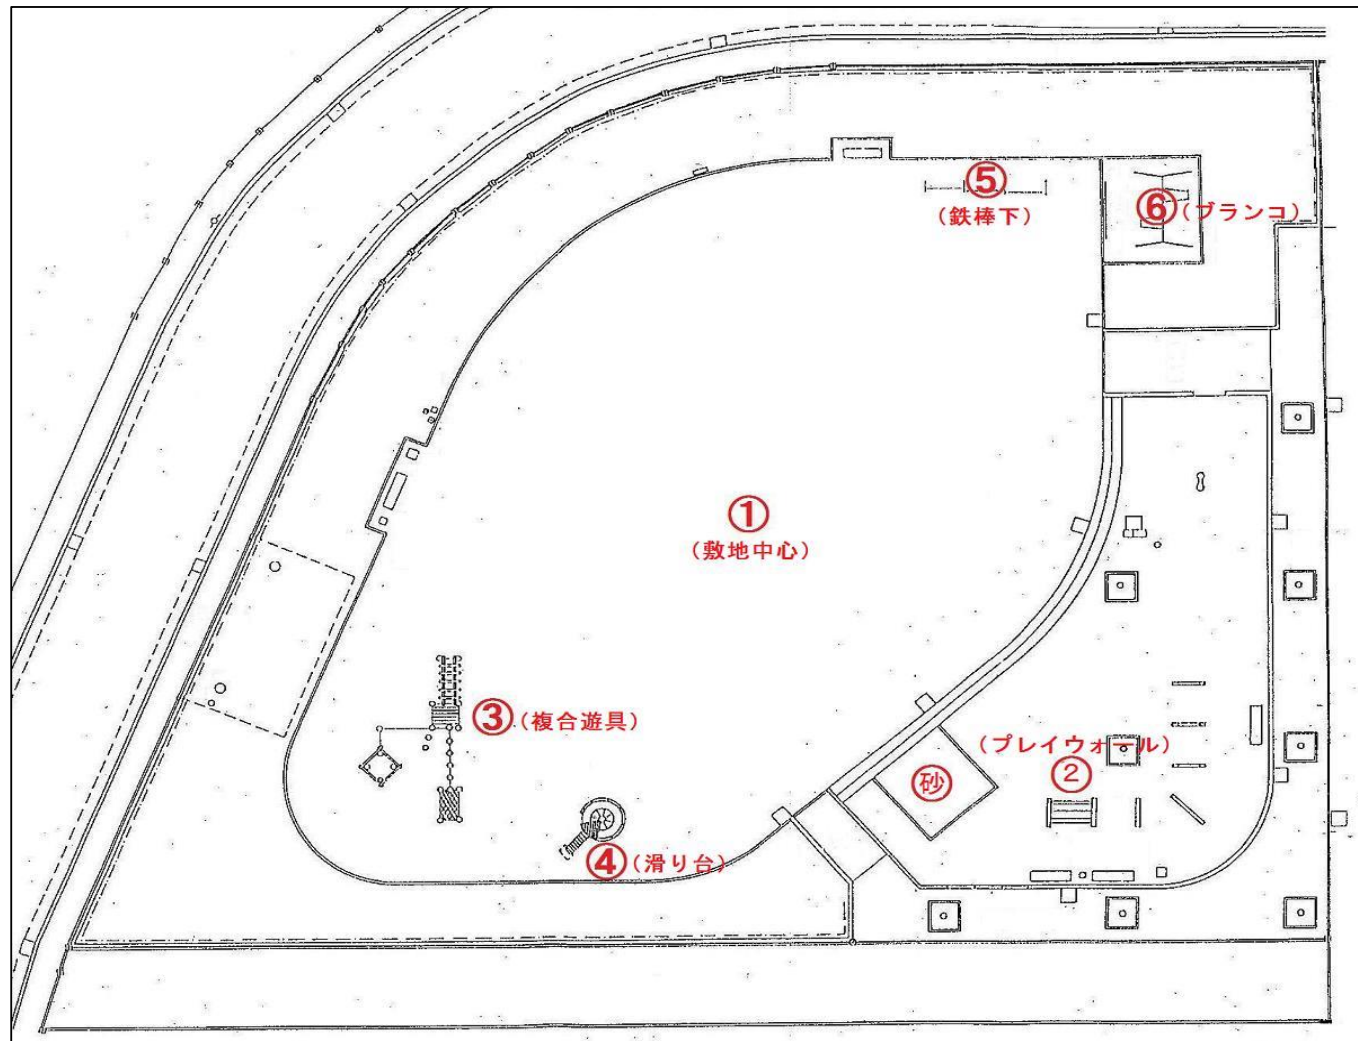 ⑤
(鉄棒下)
⑥(ブランコ)
①
(敷地中心)
③(複合遊具)
(プレイウォール)
②
砂
④(滑り台)